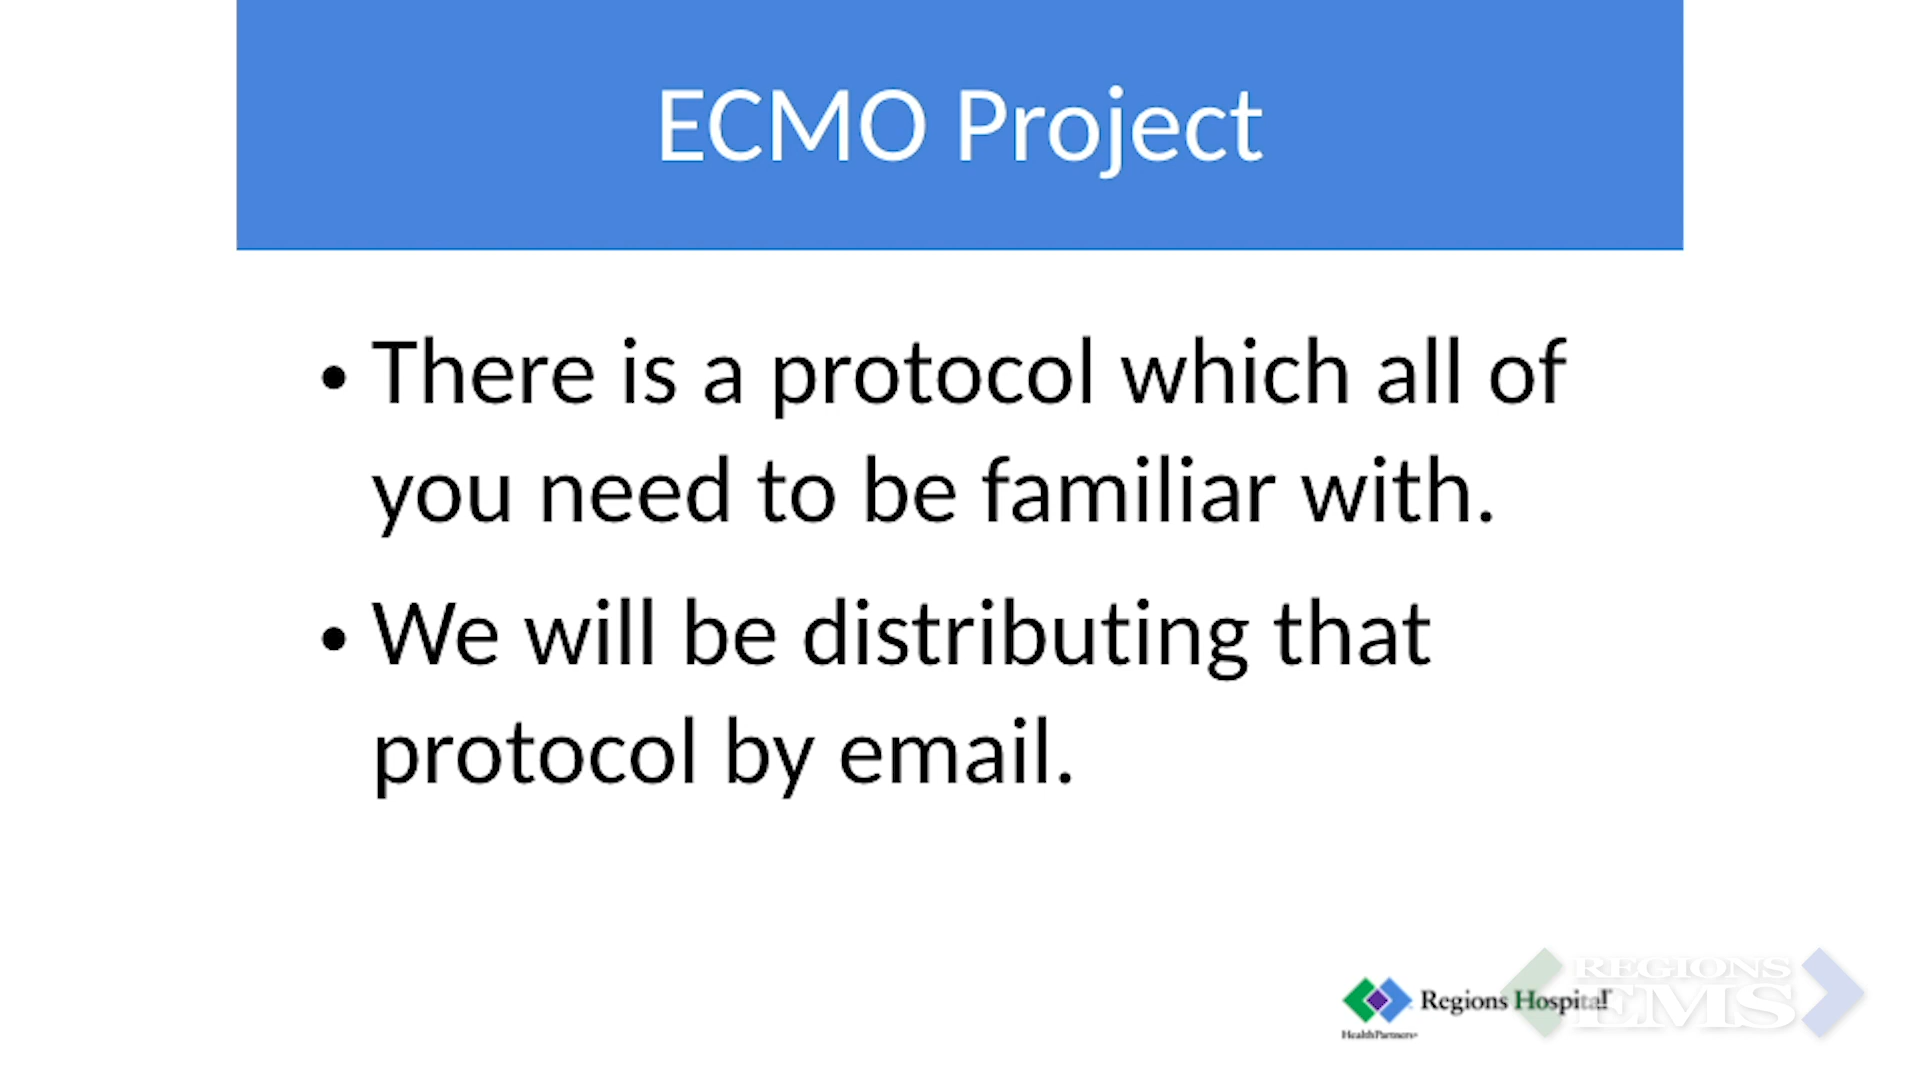 ECMO Project
• There is a protocol which all of
you need to be familiar with.
• We will be distributing that
protocol by email.
Regions Hospital
HealthPartners
REGIONS
EMS